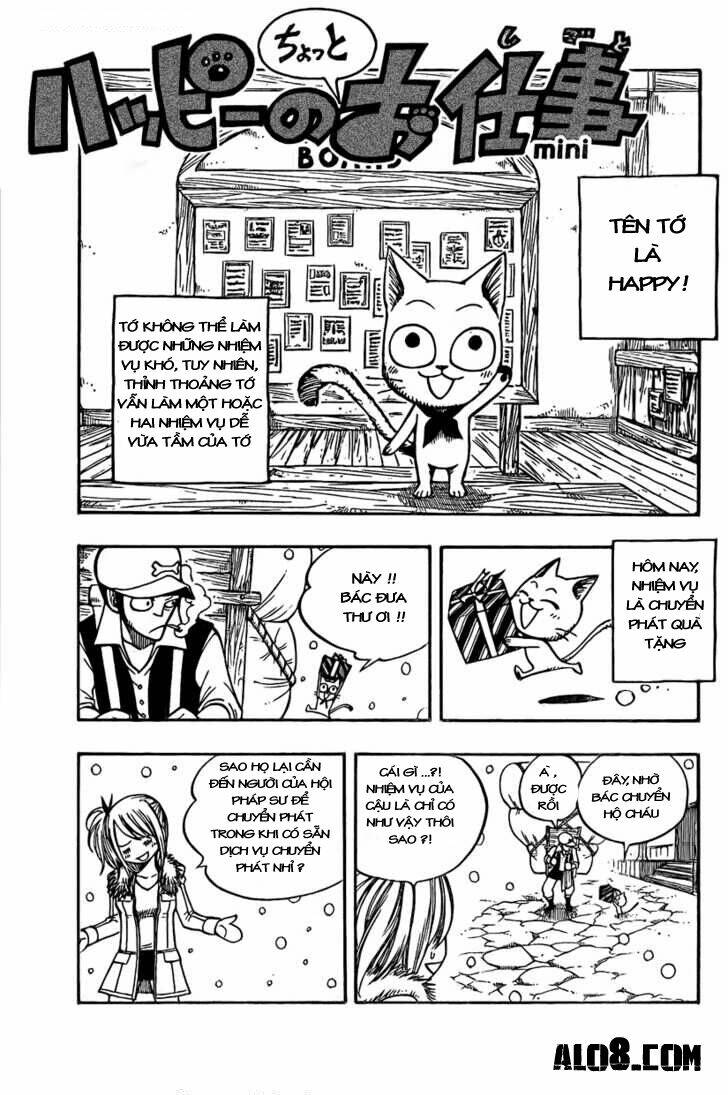 ちょっと
ハッピーのお仕事
しごと
mini
TÊN TỚ
LÀ
HAPPY!
TỚ KHÔNG THỂ LÀM
ĐƯỢC NHỮNG NHIỆM
VỤ KHÓ, TUY NHIÊN,
THỈNH THOẢNG TỚ
VẪN LÀM MỘT HOẶC
HAI NHIỆM VỤ DỄ
VỪA TẦM CỦA TỚ
HÔM NAY,
NHIỆM VỤ
LÀ CHUYỂN
PHÁT QUÀ
TẶNG
NÀY !!
BÁC ĐƯA
THƯ ƠI !!
ĐÂY, NHỜ
BÁC CHUYỂN
HỘ CHÁU
À ,
ĐƯỢC
RỒI
CÁI GÌ ...?!
NHIỆM VỤ CỦA
CẬU LÀ CHỈ CÓ
NHƯ VẬY THÔI
SAO ?!
SAO HỌ LẠI CẦN
ĐẾN NGƯỜI CỦA HỘI
PHÁP SƯ ĐỂ
CHUYỂN PHÁT
TRONG KHI CÓ SẴN
DỊCH VỤ CHUYỂN
PHÁT NHỈ ?
ALO8.COM